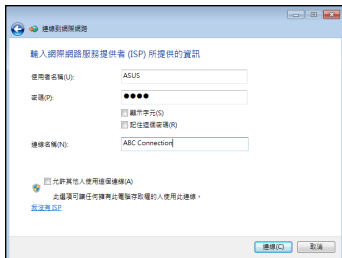 連線到網際網路
輸入網際網路服務提供者 (ISP) 所提供的資訊
使用者名稱(U): ASUS
密碼(P): ●●●●
顯示字元(S)
記住這個密碼(R)
連線名稱(N): ABC Connection
允許其他人使用這個連線(A)
此選項可讓任何擁有此電腦存取權的人使用此連線。
我沒有 ISP
連線(C) 取消